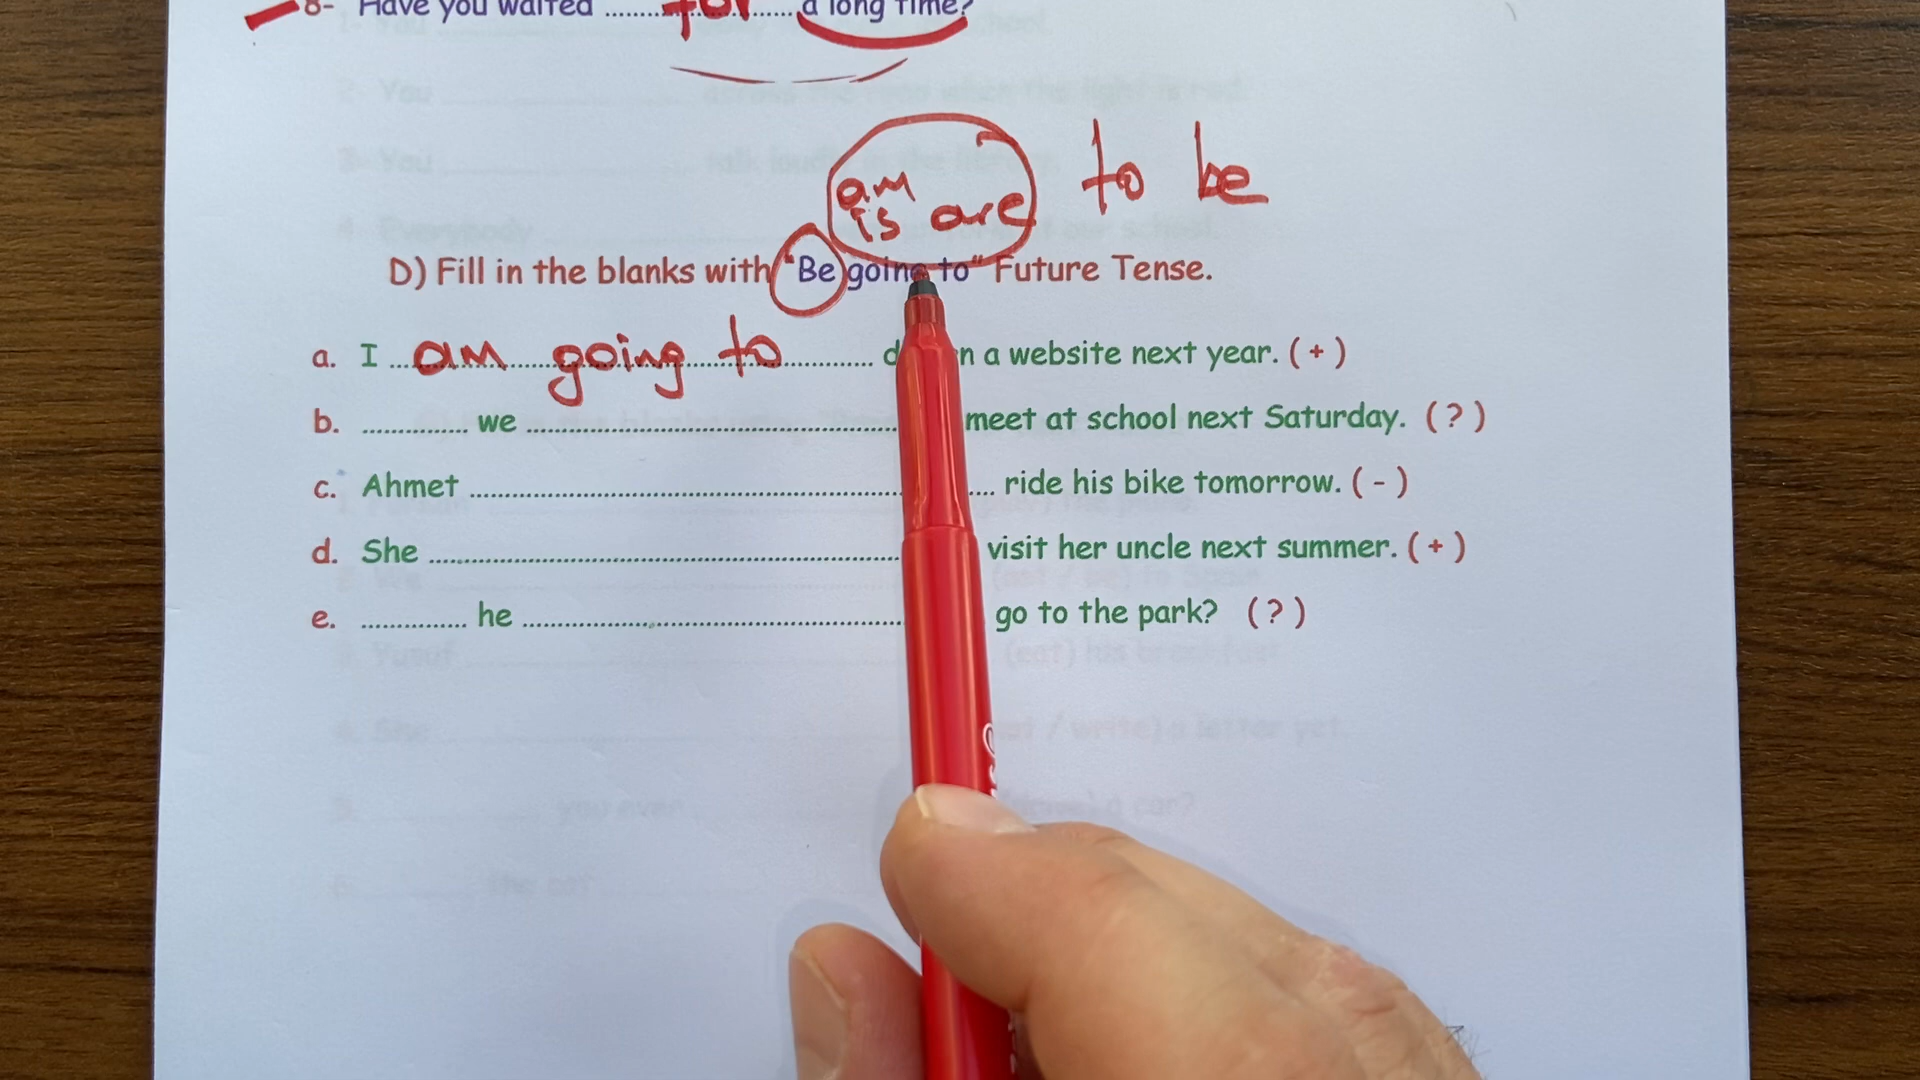 8- Have you waited ............for...... a long time?
am
is are to be
D) Fill in the blanks with "Be going to" Future Tense.
a. I ... am going to ............ d n a website next year. ( + )
b. ............ we .......................................... meet at school next Saturday. ( ? )
c. Ahmet .................................................... ride his bike tomorrow. ( - )
d. She .................................................... visit her uncle next summer. ( + )
e. ............ he .......................................... go to the park? ( ? )